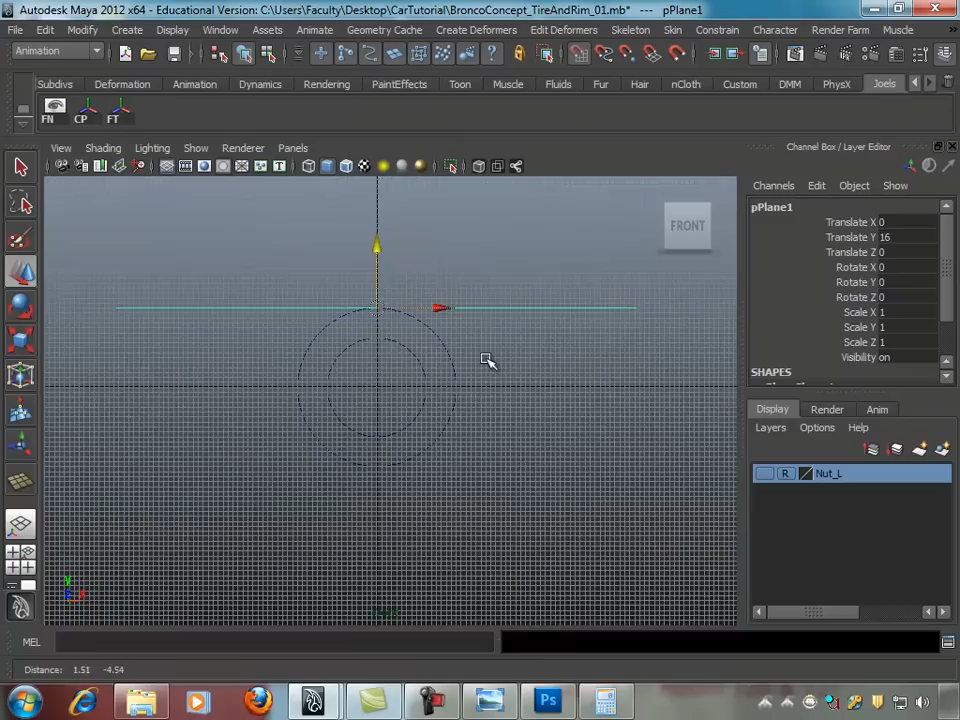 Autodesk Maya 2012 x64 - Educational Version: C:\Users\Faculty\Desktop\CarTutorial\BroncoConcept_TireAndRim_01.mb* --- pPlane1
File Edit Modify Create Display Window Assets Animate Geometry Cache Create Deformers Edit Deformers Skeleton Skin Constrain Character Render Farm Muscle
Animation
Subdivs Deformation Animation Dynamics Rendering PaintEffects Toon Muscle Fluids Fur Hair nCloth Custom DMM PhysX Joels
FN CP FT
View Shading Lighting Show Renderer Panels
Channel Box / Layer Editor
Channels Edit Object Show
pPlane1
Translate X 0
Translate Y 16
Translate Z 0
Rotate X 0
Rotate Y 0
Rotate Z 0
Scale X 1
Scale Y 1
Scale Z 1
Visibility on
SHAPES
FRONT
Display Render Anim
Layers Options Help
R Nut_L
y
z x
MEL
Distance: 1.51 -4.54
Ps